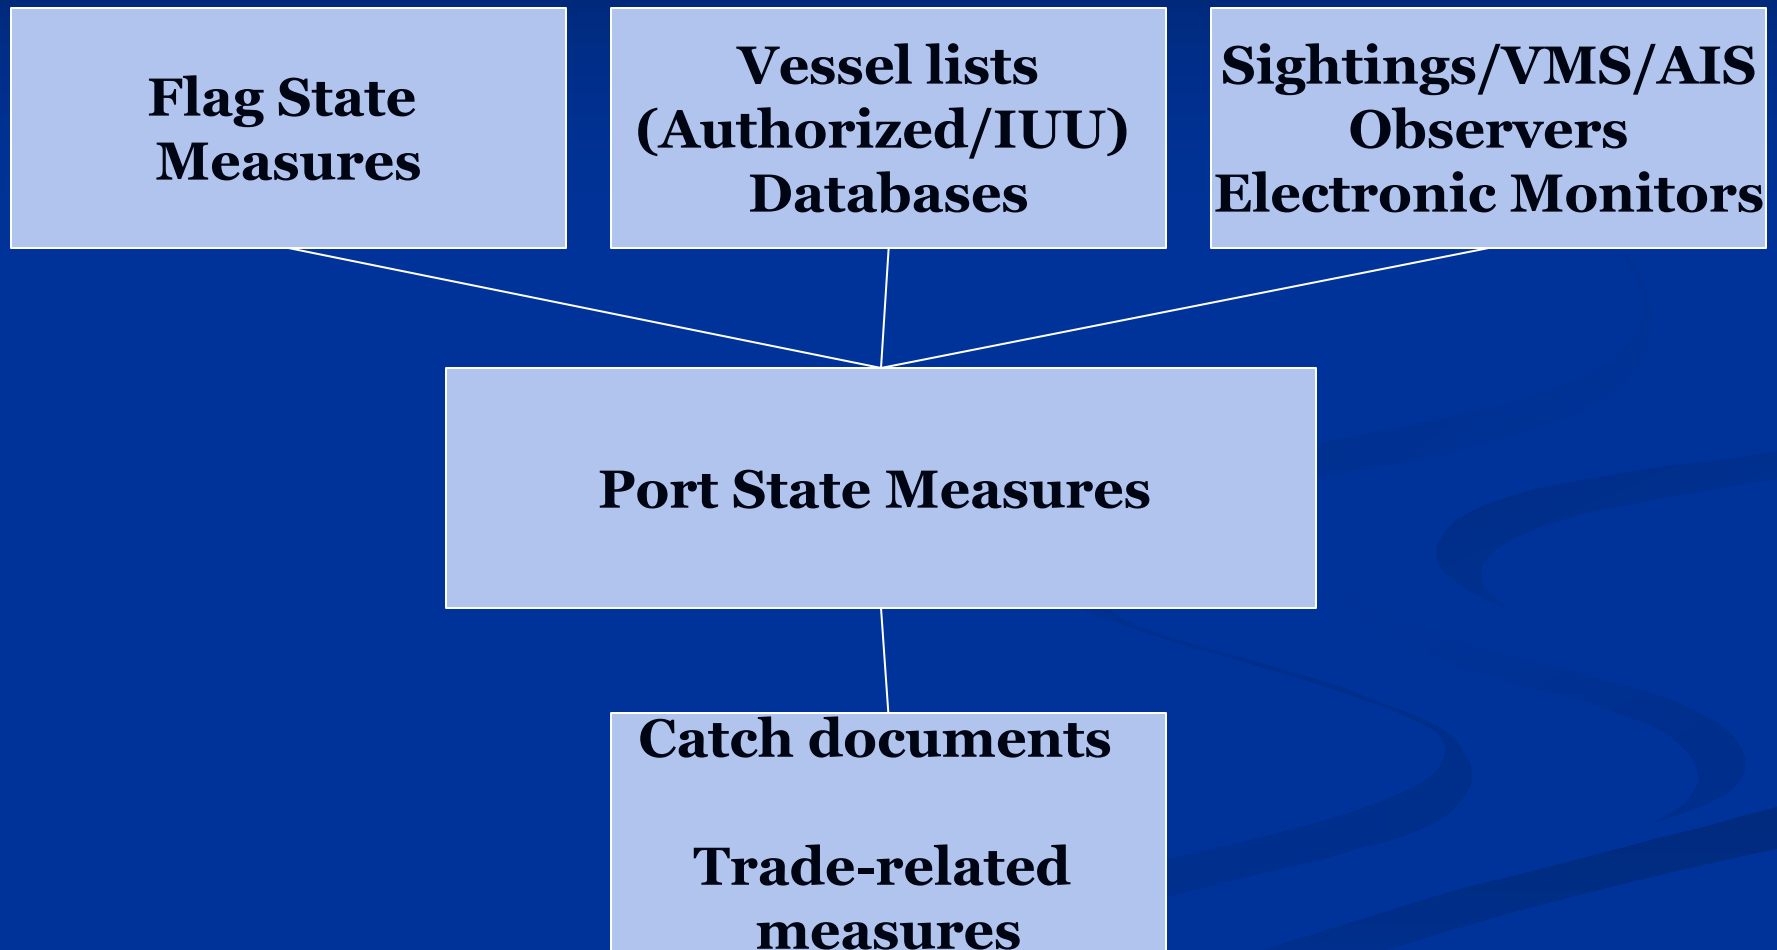 Flag State
Measures
Vessel lists
(Authorized/IUU)
Databases
Sightings/VMS/AIS
Observers
Electronic Monitors
Port State Measures
Catch documents
Trade-related
measures